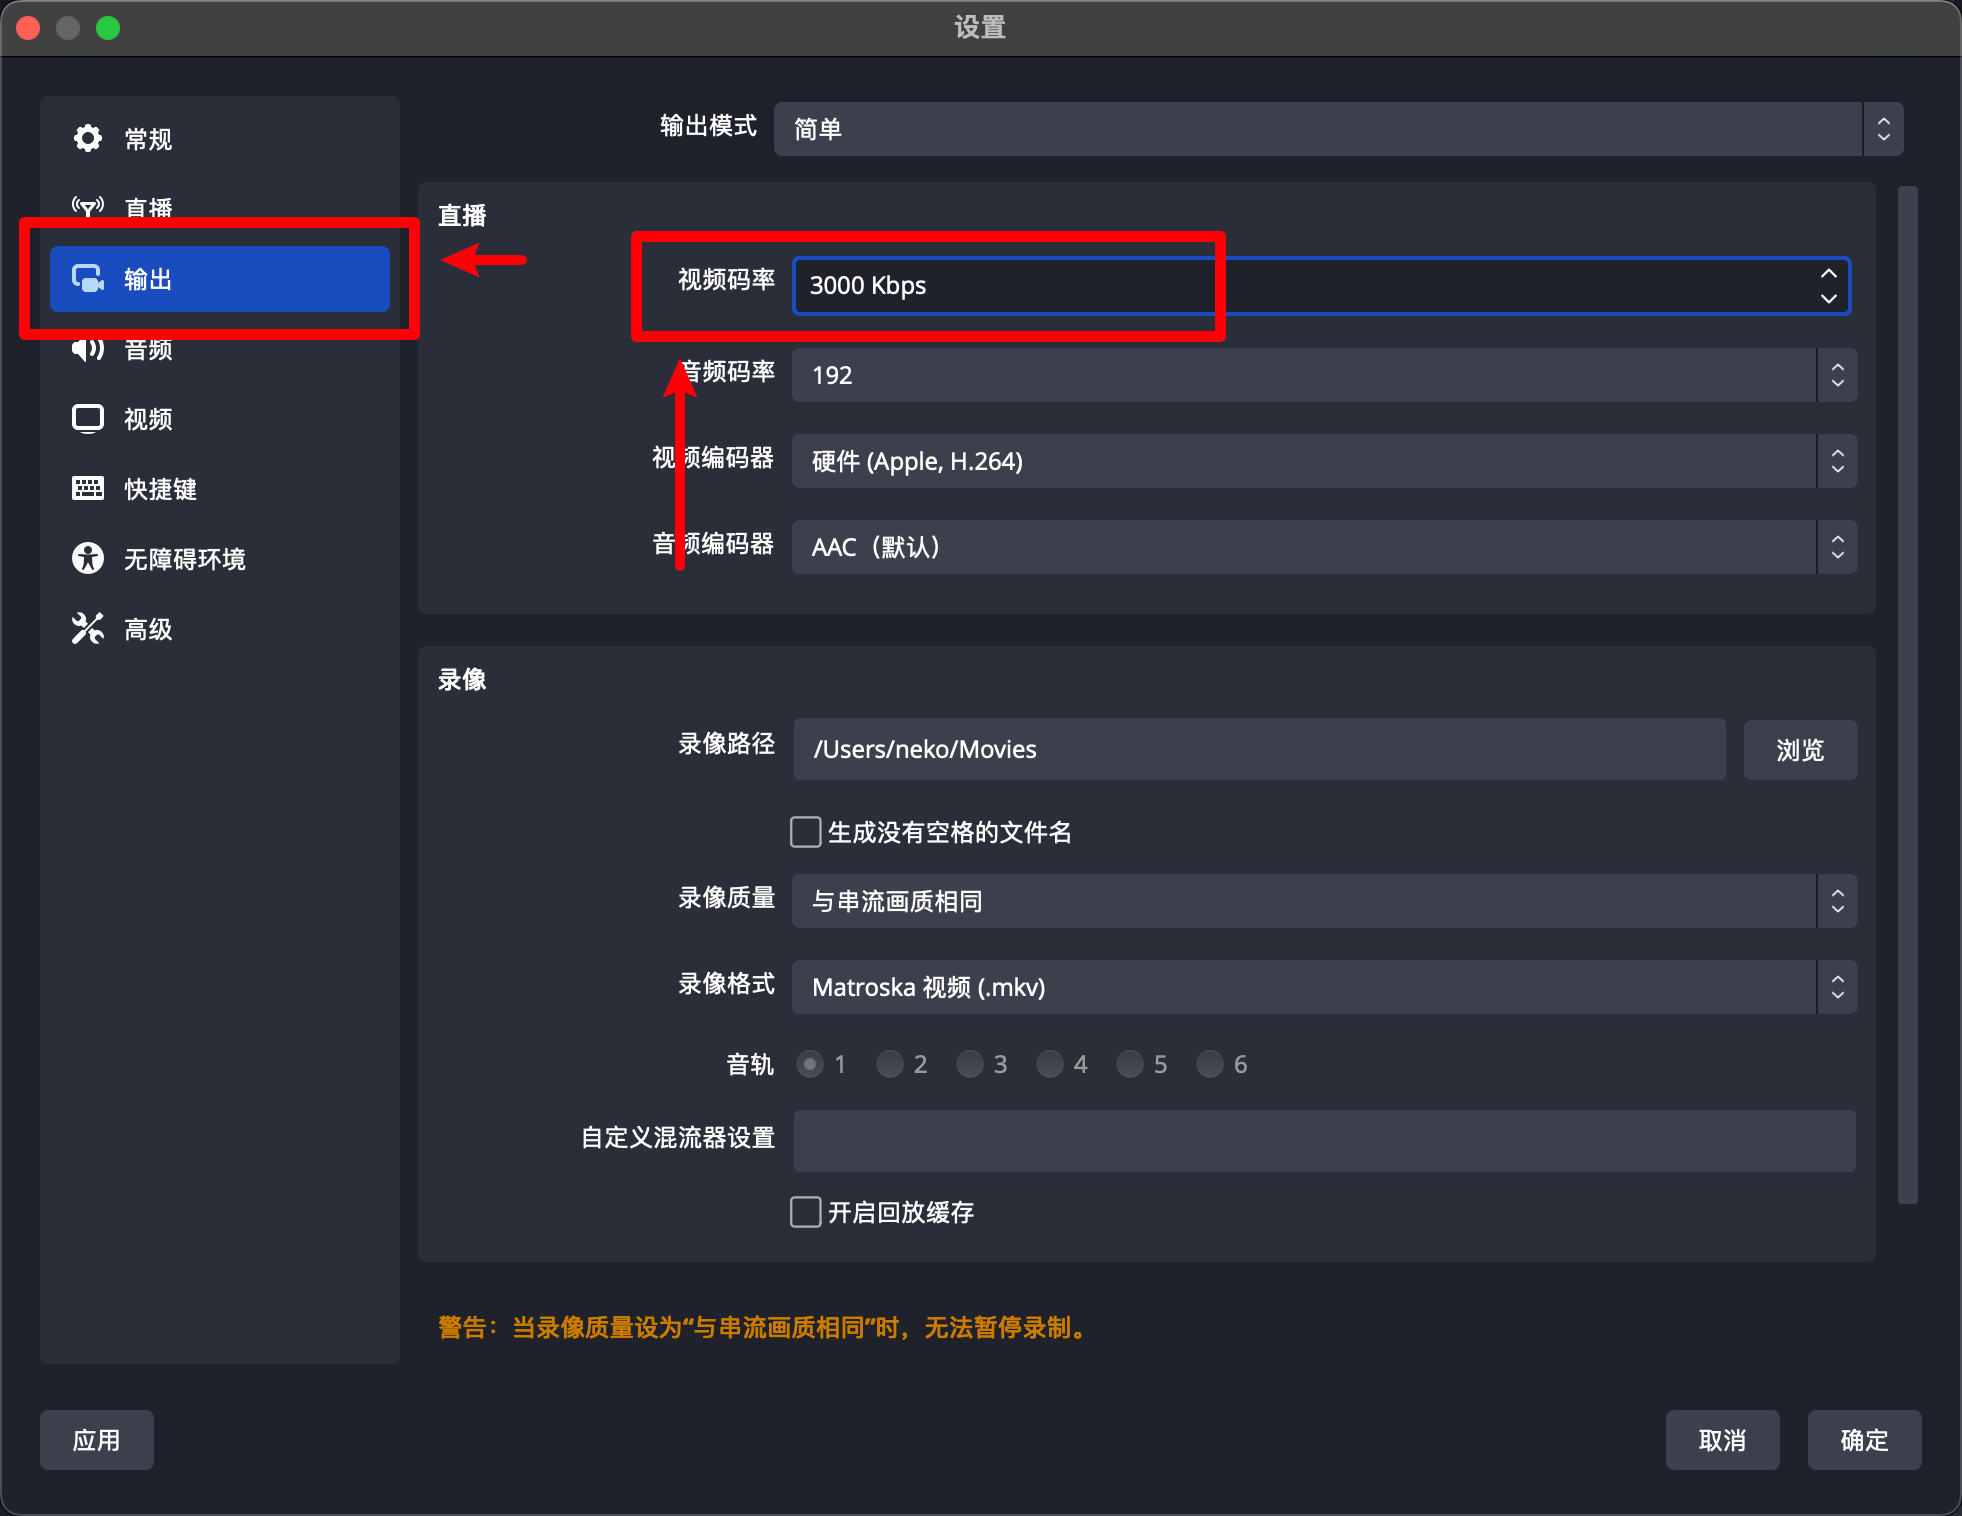 设置
常规
直播
输出
音频
视频
快捷键
无障碍环境
高级
输出模式 简单
直播
视频码率 3000 Kbps
音频码率 192
视频编码器 硬件 (Apple, H.264)
音频编码器 AAC（默认）
录像
录像路径 /Users/neko/Movies 浏览
生成没有空格的文件名
录像质量 与串流画质相同
录像格式 Matroska 视频 (.mkv)
音轨 1 2 3 4 5 6
自定义混流器设置
开启回放缓存
警告：当录像质量设为“与串流画质相同”时，无法暂停录制。
应用 取消 确定